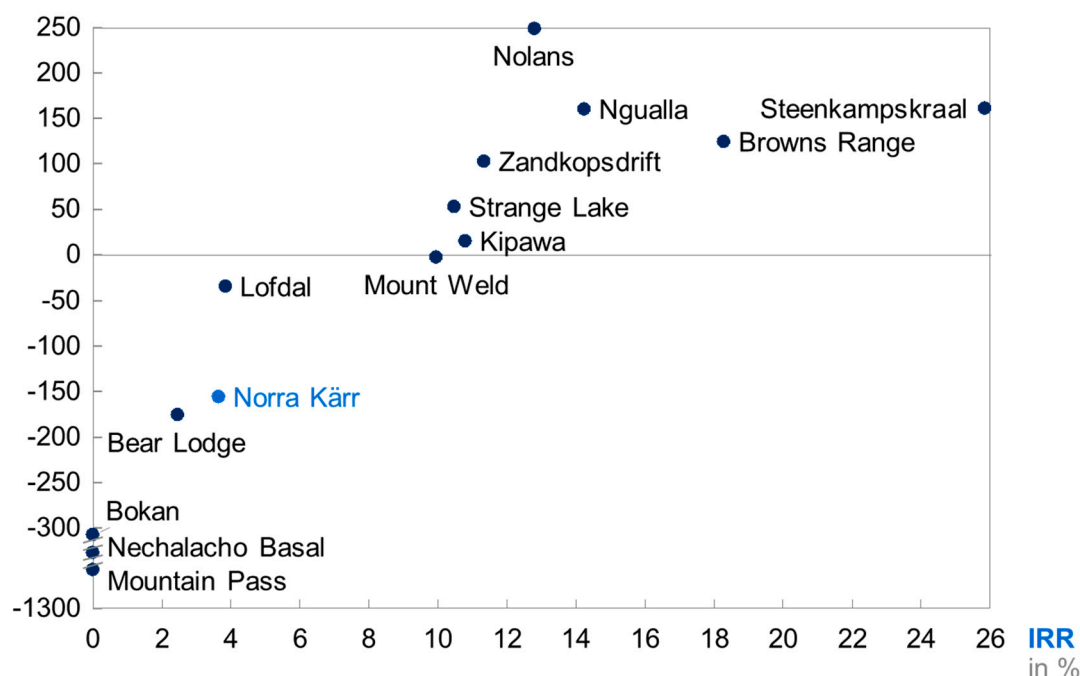 250
Nolans
200
150
Ngualla
Steenkampskraal
Browns Range
100
Zandkopsdrift
50
Strange Lake
Kipawa
0
Mount Weld
Lofdal
-50
-100
-150
Norra Kärr
-200
Bear Lodge
-250
Bokan
-300
Nechalacho Basal
Mountain Pass
-1300
0 2 4 6 8 10 12 14 16 18 20 22 24 26 IRR
in %